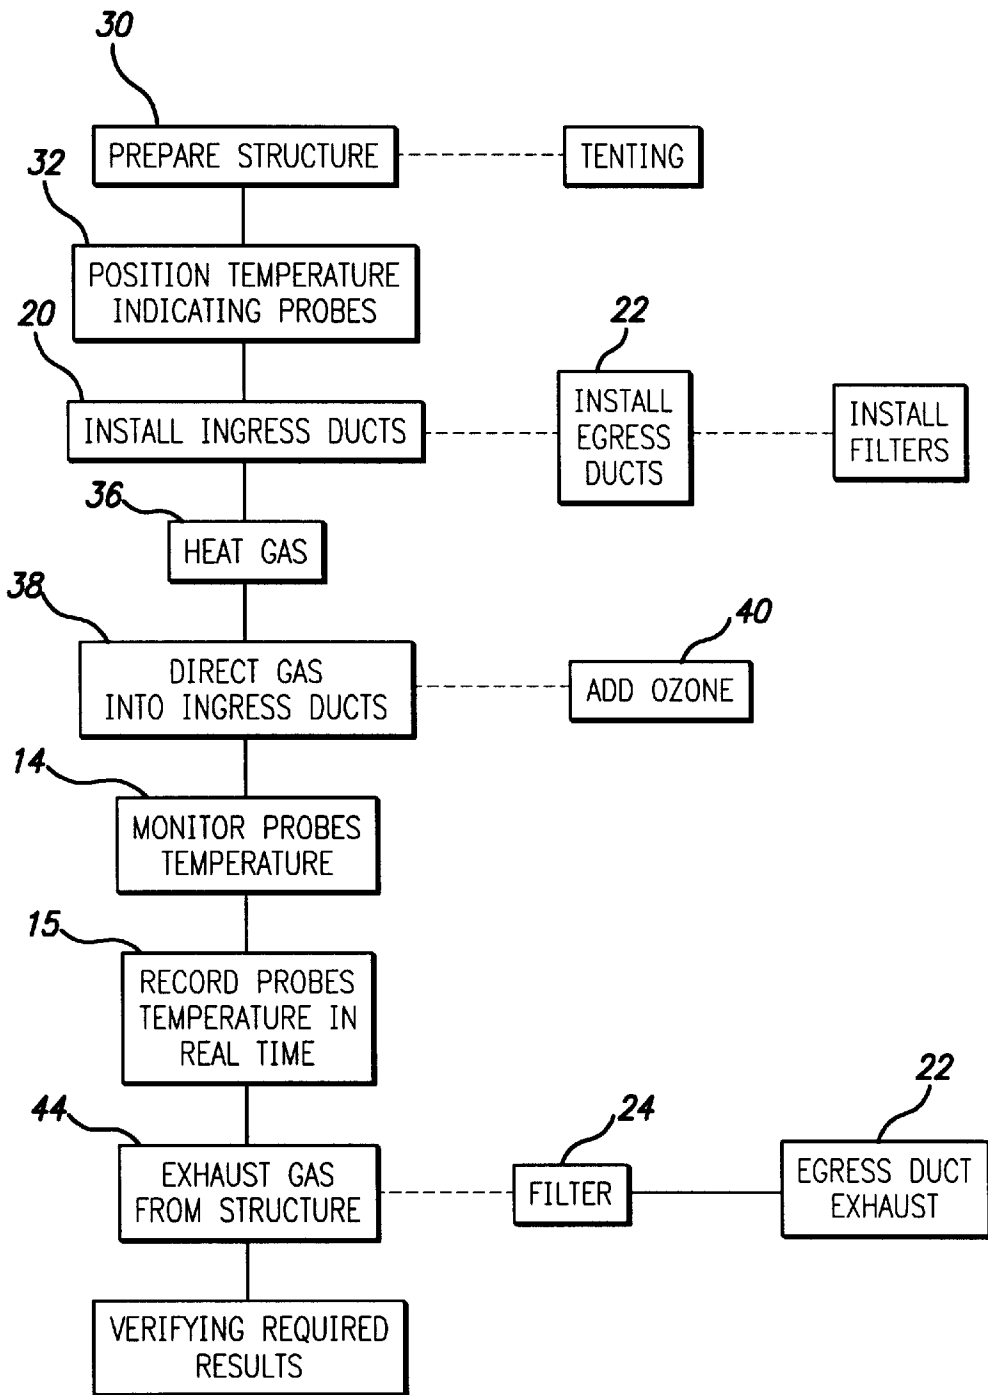 30
PREPARE STRUCTURE
TENTING
32
POSITION TEMPERATURE
INDICATING PROBES
20
INSTALL INGRESS DUCTS
22
INSTALL
EGRESS
DUCTS
INSTALL
FILTERS
36
HEAT GAS
38
DIRECT GAS
INTO INGRESS DUCTS
40
ADD OZONE
14
MONITOR PROBES
TEMPERATURE
15
RECORD PROBES
TEMPERATURE IN
REAL TIME
44
EXHAUST GAS
FROM STRUCTURE
24
FILTER
22
EGRESS DUCT
EXHAUST
VERIFYING REQUIRED
RESULTS